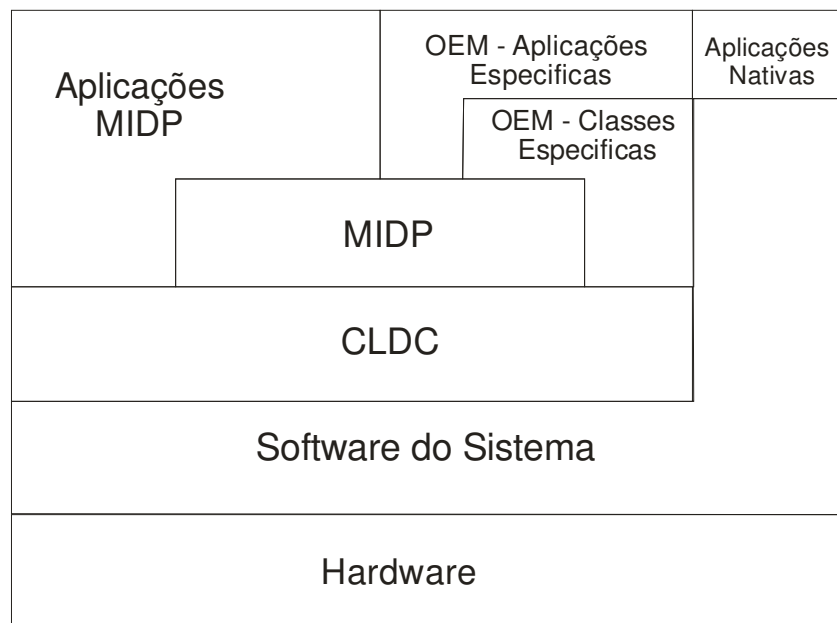 Aplicações
MIDP
OEM - Aplicações
Especificas
Aplicações
Nativas
OEM - Classes
Especificas
MIDP
CLDC
Software do Sistema
Hardware